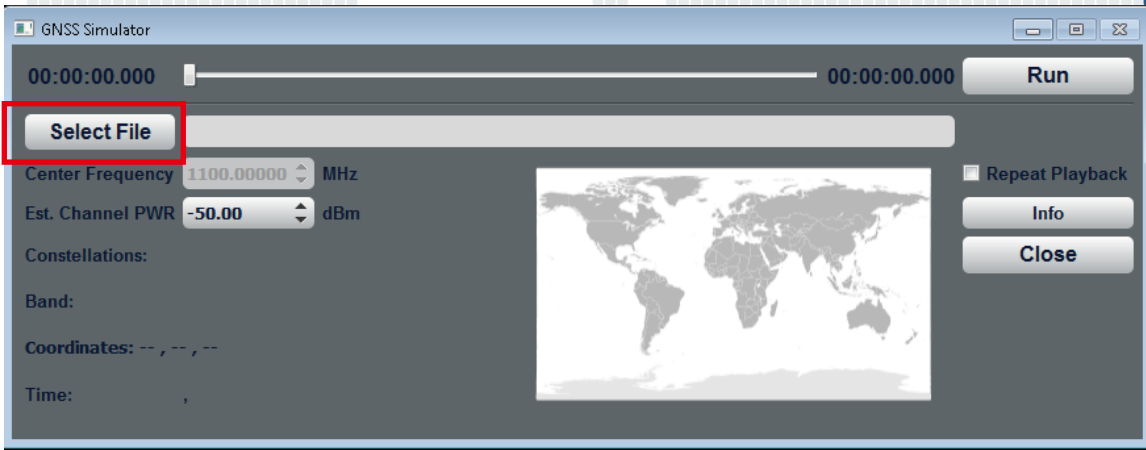 GNSS Simulator
00:00:00.000 00:00:00.000 Run
Select File
Center Frequency 1100.00000 MHz
Repeat Playback
Est. Channel PWR -50.00 dBm
Info
Constellations:
Close
Band:
Coordinates: -- , -- , --
Time: ,